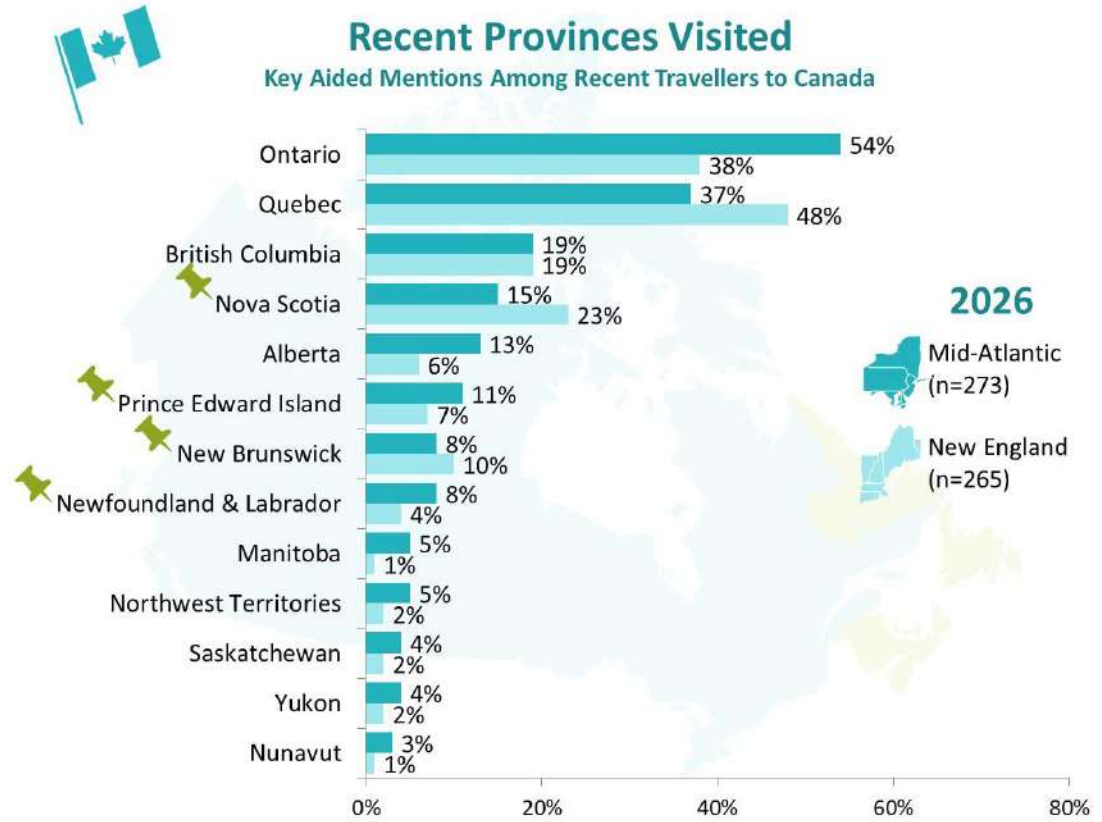 Recent Provinces Visited
Key Aided Mentions Among Recent Travellers to Canada
Ontario
54%
38%
Quebec
37%
48%
British Columbia
19%
19%
Nova Scotia
15%
23%
Alberta
13%
6%
Prince Edward Island
11%
7%
New Brunswick
8%
10%
Newfoundland & Labrador
8%
4%
Manitoba
5%
1%
Northwest Territories
5%
2%
Saskatchewan
4%
2%
Yukon
4%
2%
Nunavut
3%
1%
0%
20%
40%
60%
80%
2026
Mid-Atlantic
(n=273)
New England
(n=265)